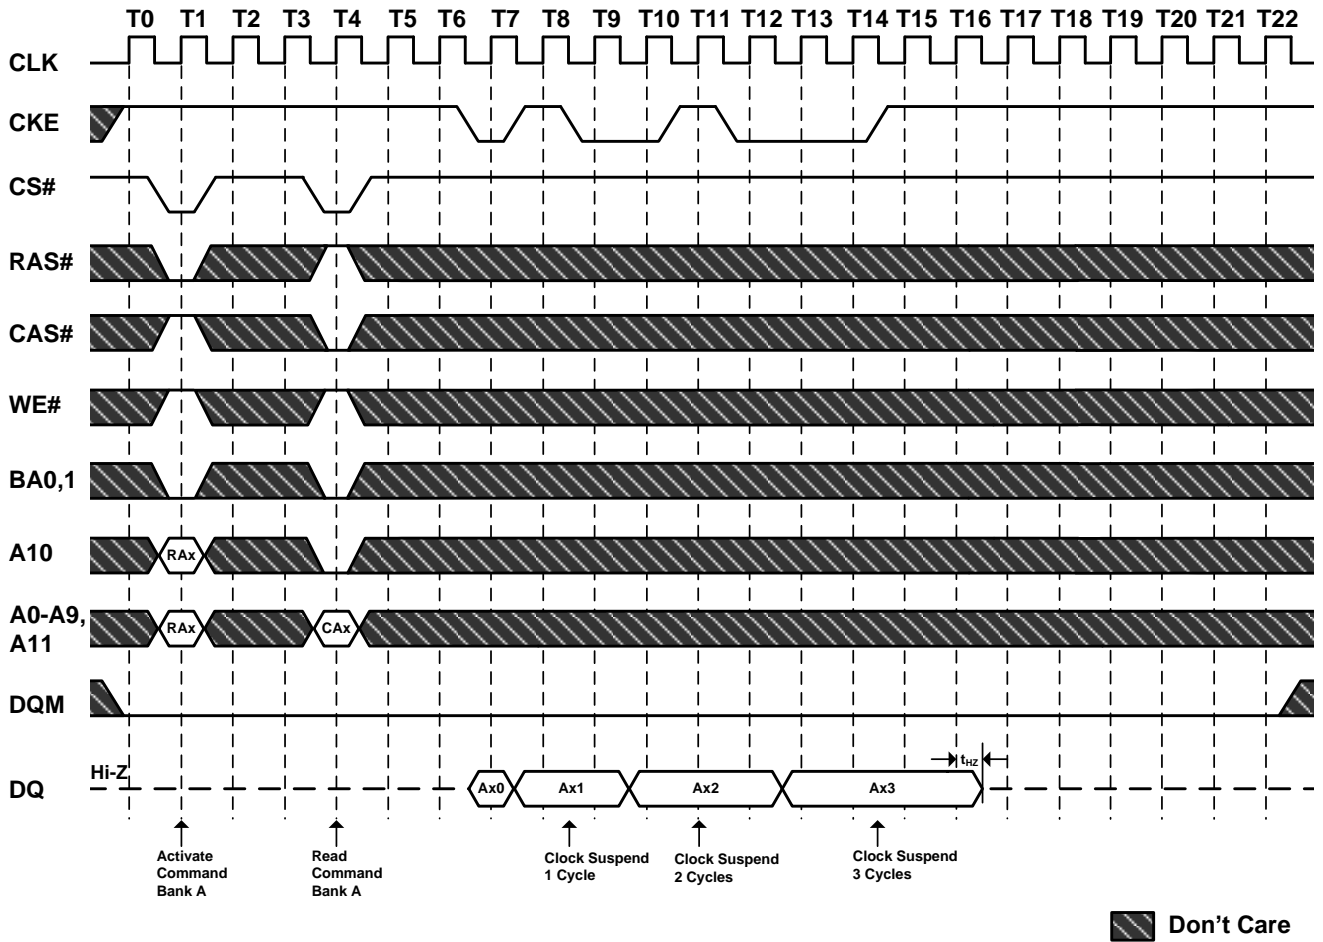 T0 T1 T2 T3 T4 T5 T6 T7 T8 T9 T10 T11 T12 T13 T14 T15 T16 T17 T18 T19 T20 T21 T22
CLK
CKE
CS#
RAS#
CAS#
WE#
BA0,1
A10
RAx
A0-A9,
A11
RAx
CAx
DQM
DQ
Hi-Z
Ax0
Ax1
Ax2
Ax3
tHZ
Activate
Command
Bank A
Read
Command
Bank A
Clock Suspend
1 Cycle
Clock Suspend
2 Cycles
Clock Suspend
3 Cycles
Don't Care